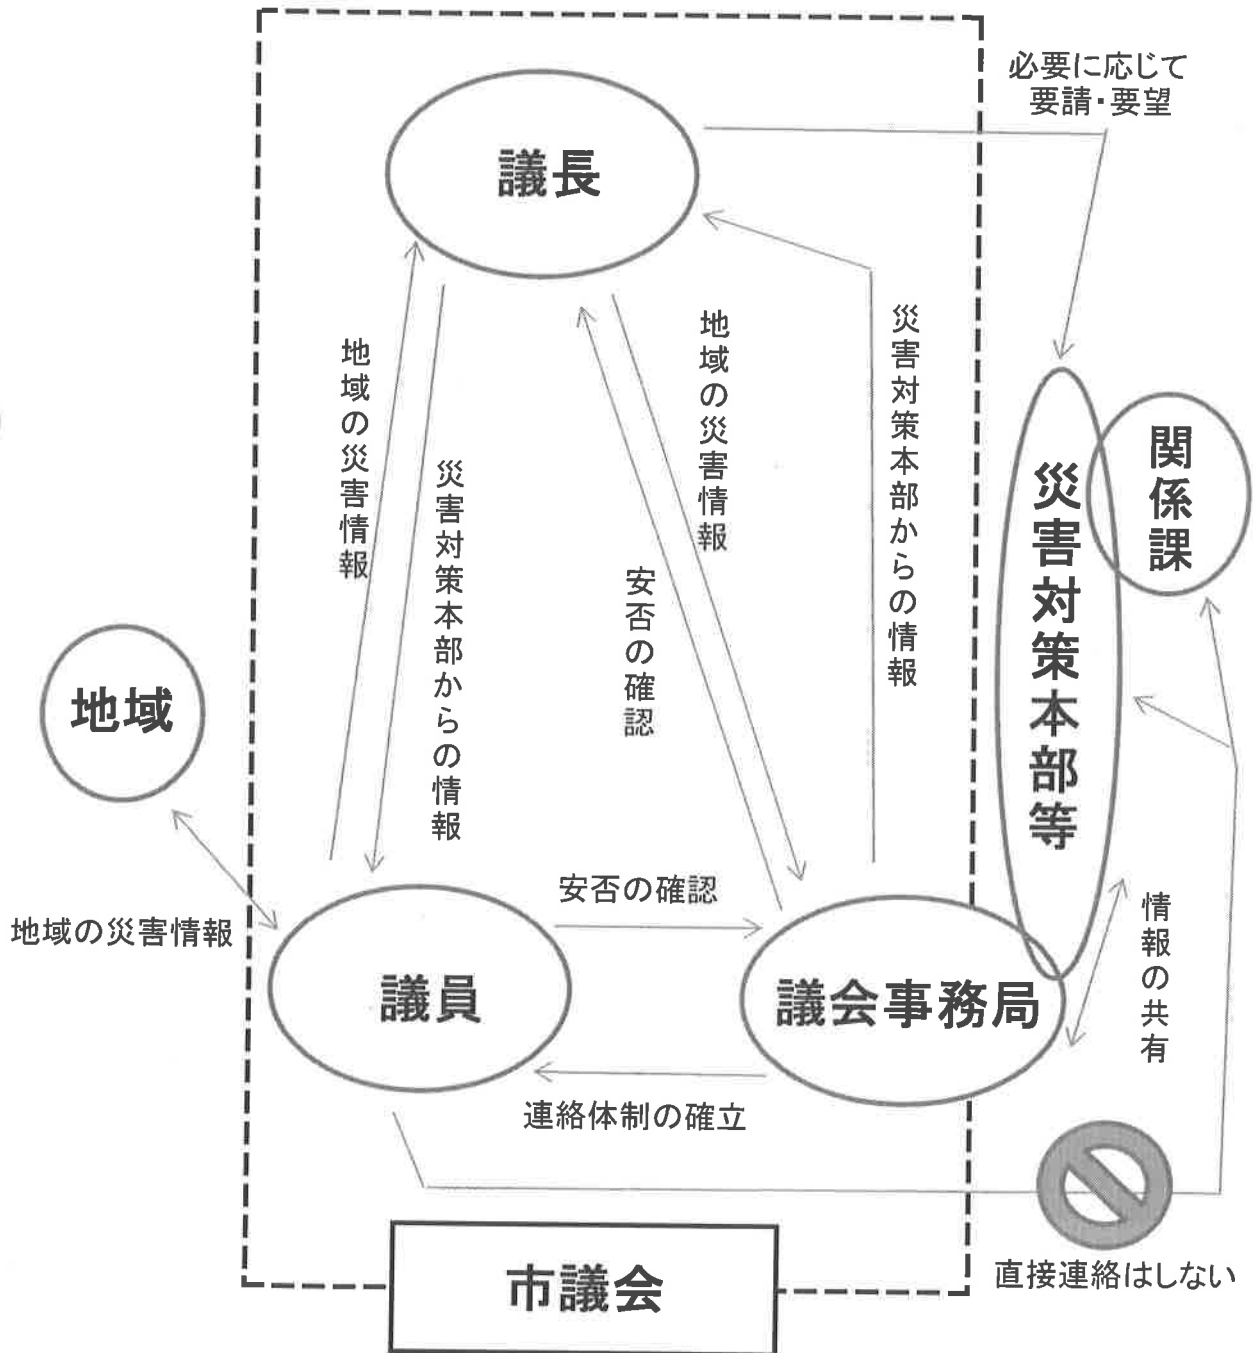 必要に応じて
要請・要望
議長
地域の災害情報
災害対策本部からの情報
地域の災害情報
安否の確認
災害対策本部からの情報
関係課
災害対策本部等
地域
地域の災害情報
安否の確認
議員
議会事務局
情報の共有
連絡体制の確立
直接連絡はしない
市議会